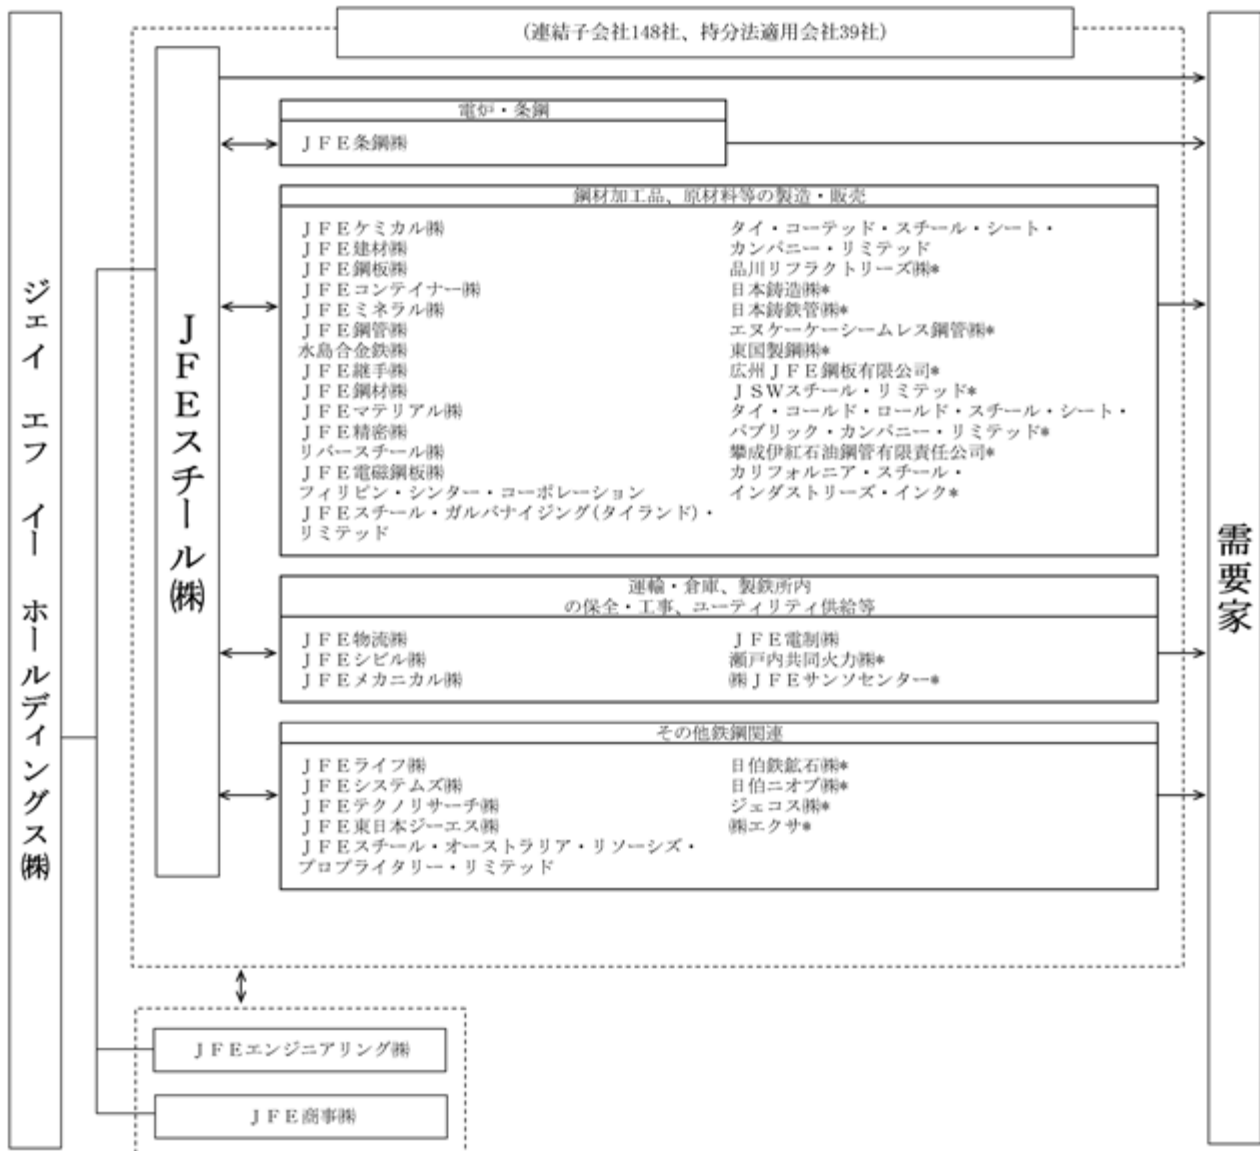 (連結子会社148社、持分法適用会社39社)
ジェイ エフ イー ホールディングス㈱
ＪＦＥスチール㈱
電炉・条鋼
ＪＦＥ条鋼㈱
鋼材加工品、原材料等の製造・販売
ＪＦＥケミカル㈱
ＪＦＥ建材㈱
ＪＦＥ鋼板㈱
ＪＦＥコンテイナー㈱
ＪＦＥミネラル㈱
ＪＦＥ鋼管㈱
水島合金鉄㈱
ＪＦＥ継手㈱
ＪＦＥ鋼材㈱
ＪＦＥマテリアル㈱
ＪＦＥ精密㈱
リバースチール㈱
ＪＦＥ電磁鋼板㈱
フィリピン・シンター・コーポレーション
ＪＦＥスチール・ガルバナイジング(タイランド)・
リミテッド
タイ・コーテッド・スチール・シート・
カンパニー・リミテッド
品川リフラクトリーズ㈱*
日本鋳造㈱*
日本鋳鉄管㈱*
エヌケーケーシームレス鋼管㈱*
東国製鋼㈱*
広州ＪＦＥ鋼板有限公司*
ＪＳＷスチール・リミテッド*
タイ・コールド・ロールド・スチール・シート・
パブリック・カンパニー・リミテッド*
攀成伊紅石油鋼管有限責任公司*
カリフォルニア・スチール・
インダストリーズ・インク*
運輸・倉庫、製鉄所内
の保全・工事、ユーティリティ供給等
ＪＦＥ物流㈱
ＪＦＥシビル㈱
ＪＦＥメカニカル㈱
ＪＦＥ電制㈱
瀬戸内共同火力㈱*
㈱ＪＦＥサンソセンター*
その他鉄鋼関連
ＪＦＥライフ㈱
ＪＦＥシステムズ㈱
ＪＦＥテクノリサーチ㈱
ＪＦＥ東日本ジーエス㈱
ＪＦＥスチール・オーストラリア・リソーシズ・
プロプライタリー・リミテッド
日伯鉄鉱石㈱*
日伯ニオブ㈱*
ジェコス㈱*
㈱エクサ*
需要家
ＪＦＥエンジニアリング㈱
ＪＦＥ商事㈱